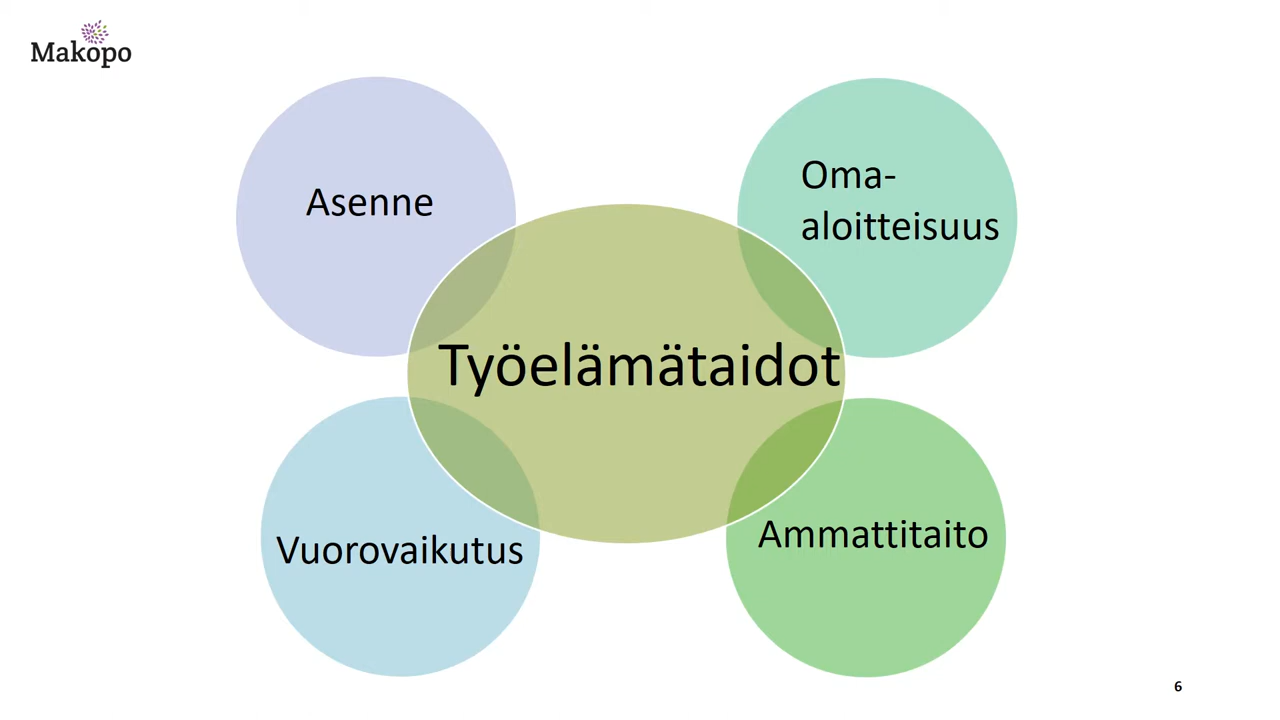 Makopo
Asenne
Oma-
aloitteisuus
Työelämätaidot
Vuorovaikutus
Ammattitaito
6